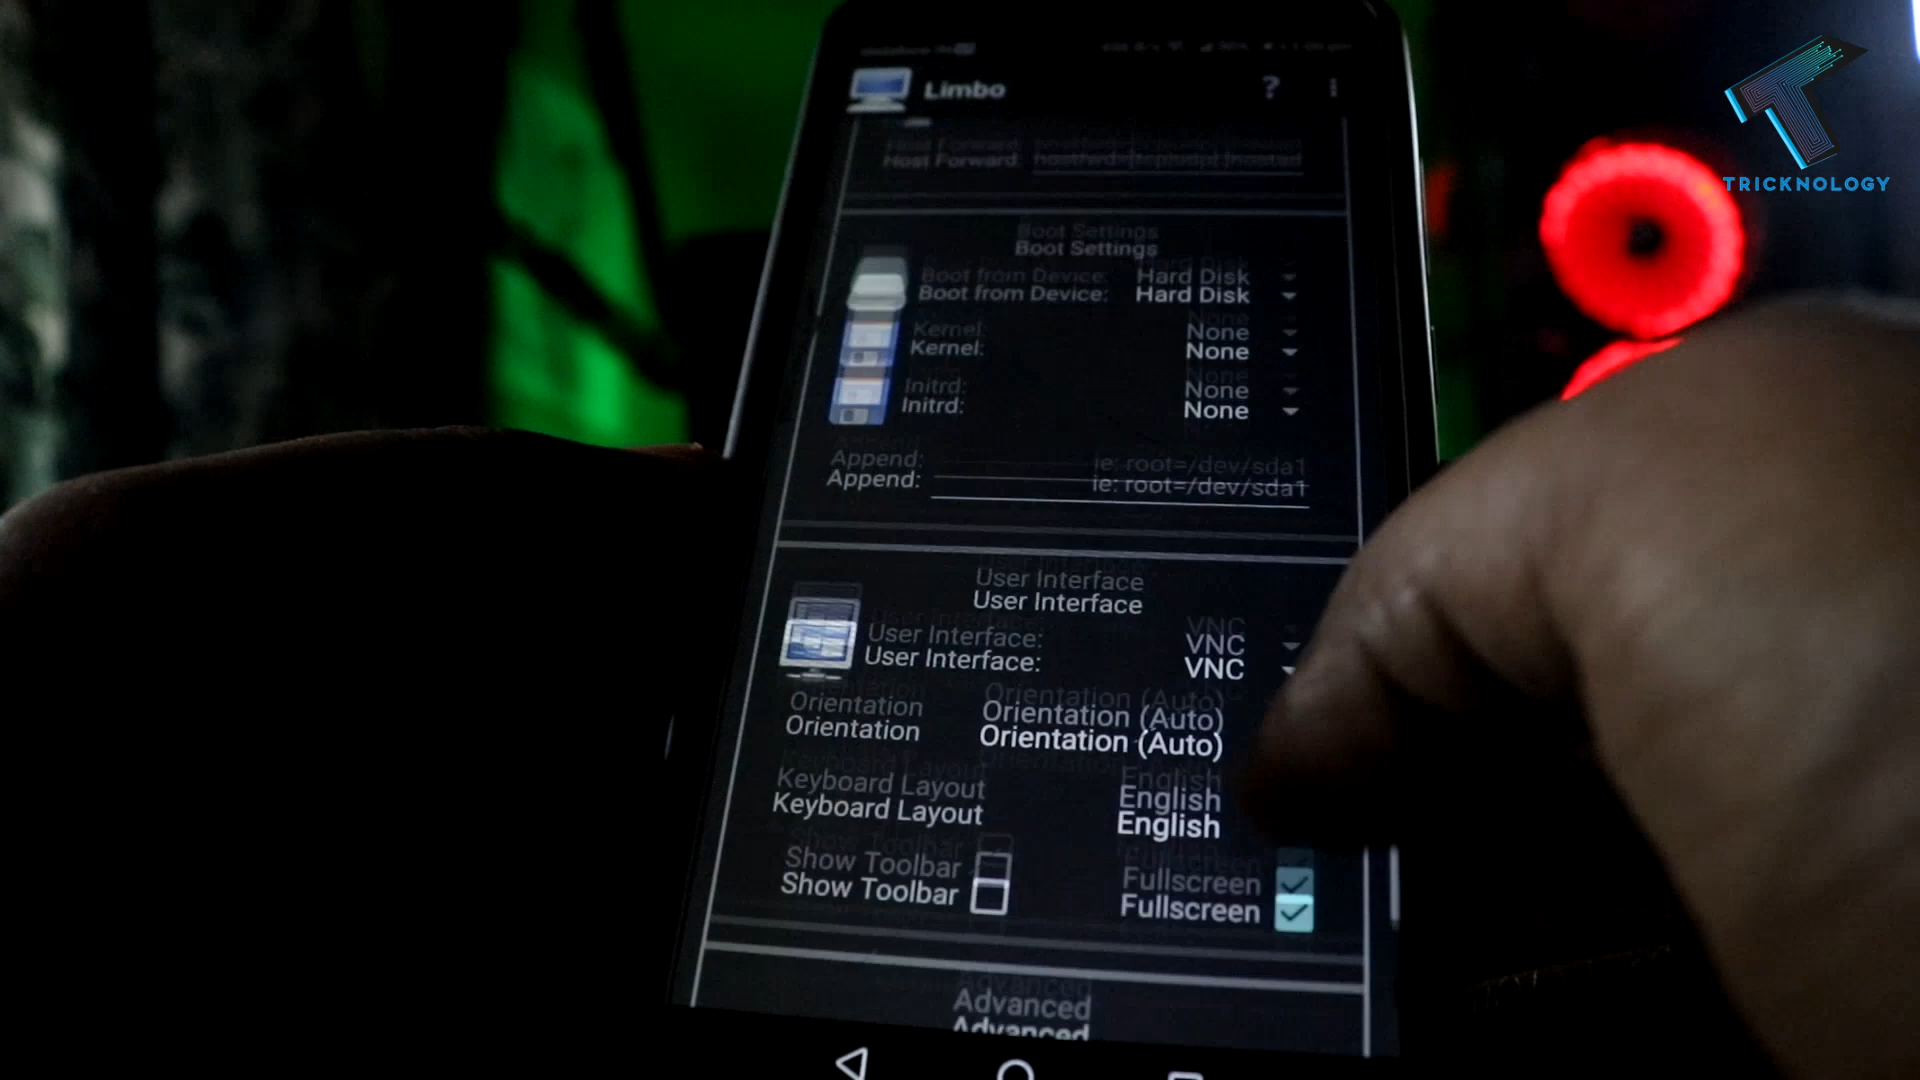 Limbo
?
TRICKNOLOGY
Host Forward
Boot Settings
Boot from Device: Hard Disk
Kernel: None
Initrd: None
Append: ie: root=/dev/sda1
User Interface
User Interface: VNC
Orientation Orientation (Auto)
Keyboard Layout English
Show Toolbar Fullscreen
Advanced